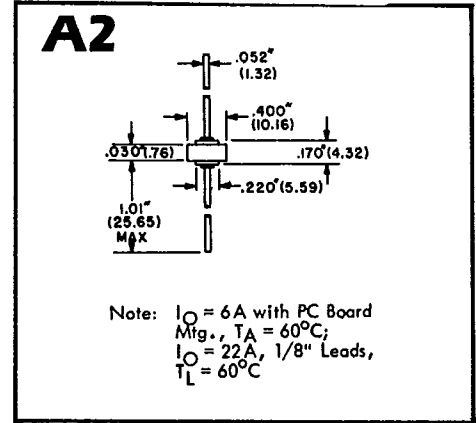 A2
.052"
(1.32)
.400"
(10.16)
.030(.76)
.170"(4.32)
.220"(5.59)
1.01"
(25.65)
MAX
Note: IO = 6A with PC Board
Mtg., TA = 60°C;
IO = 22A, 1/8" Leads,
TL = 60°C